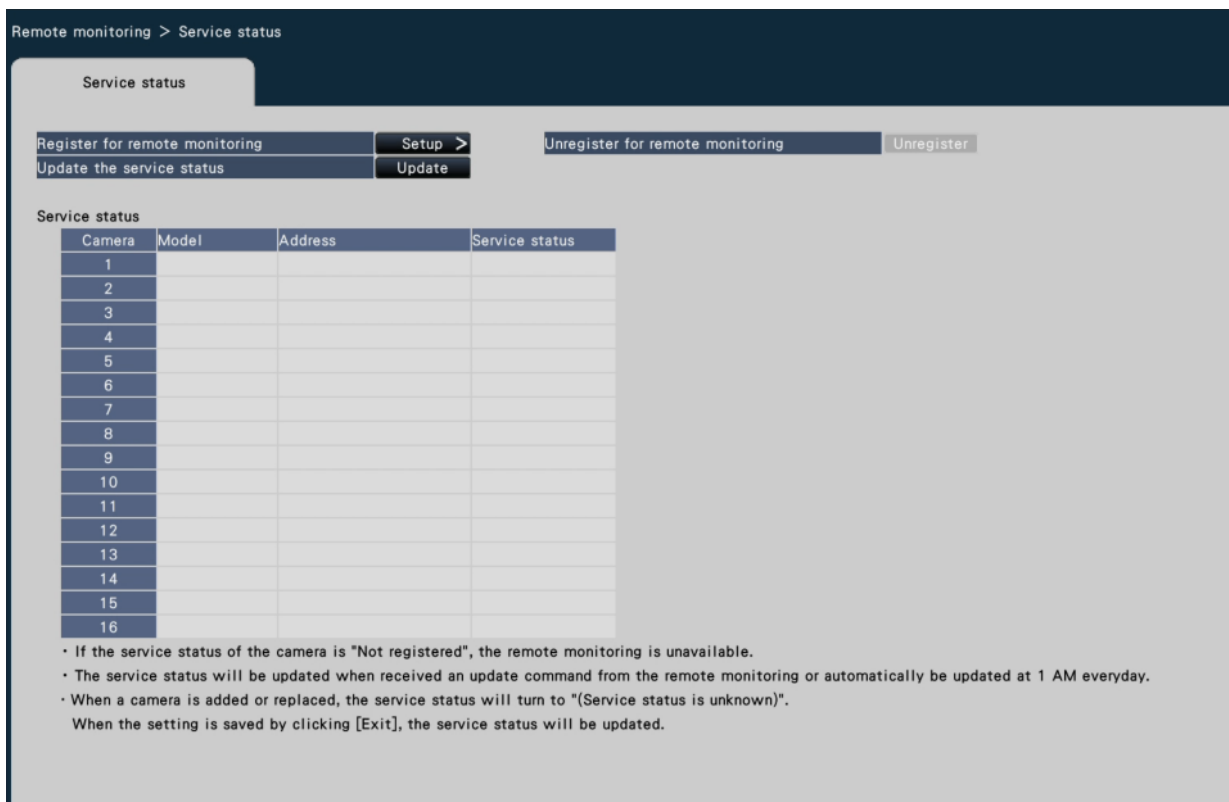 Remote monitoring > Service status
Service status
Register for remote monitoring Setup > Unregister for remote monitoring Unregister
Update the service status Update
Service status
Camera Model Address Service status
1
2
3
4
5
6
7
8
9
10
11
12
13
14
15
16
・If the service status of the camera is "Not registered", the remote monitoring is unavailable.
・The service status will be updated when received an update command from the remote monitoring or automatically be updated at 1 AM everyday.
・When a camera is added or replaced, the service status will turn to "(Service status is unknown)".
When the setting is saved by clicking [Exit], the service status will be updated.